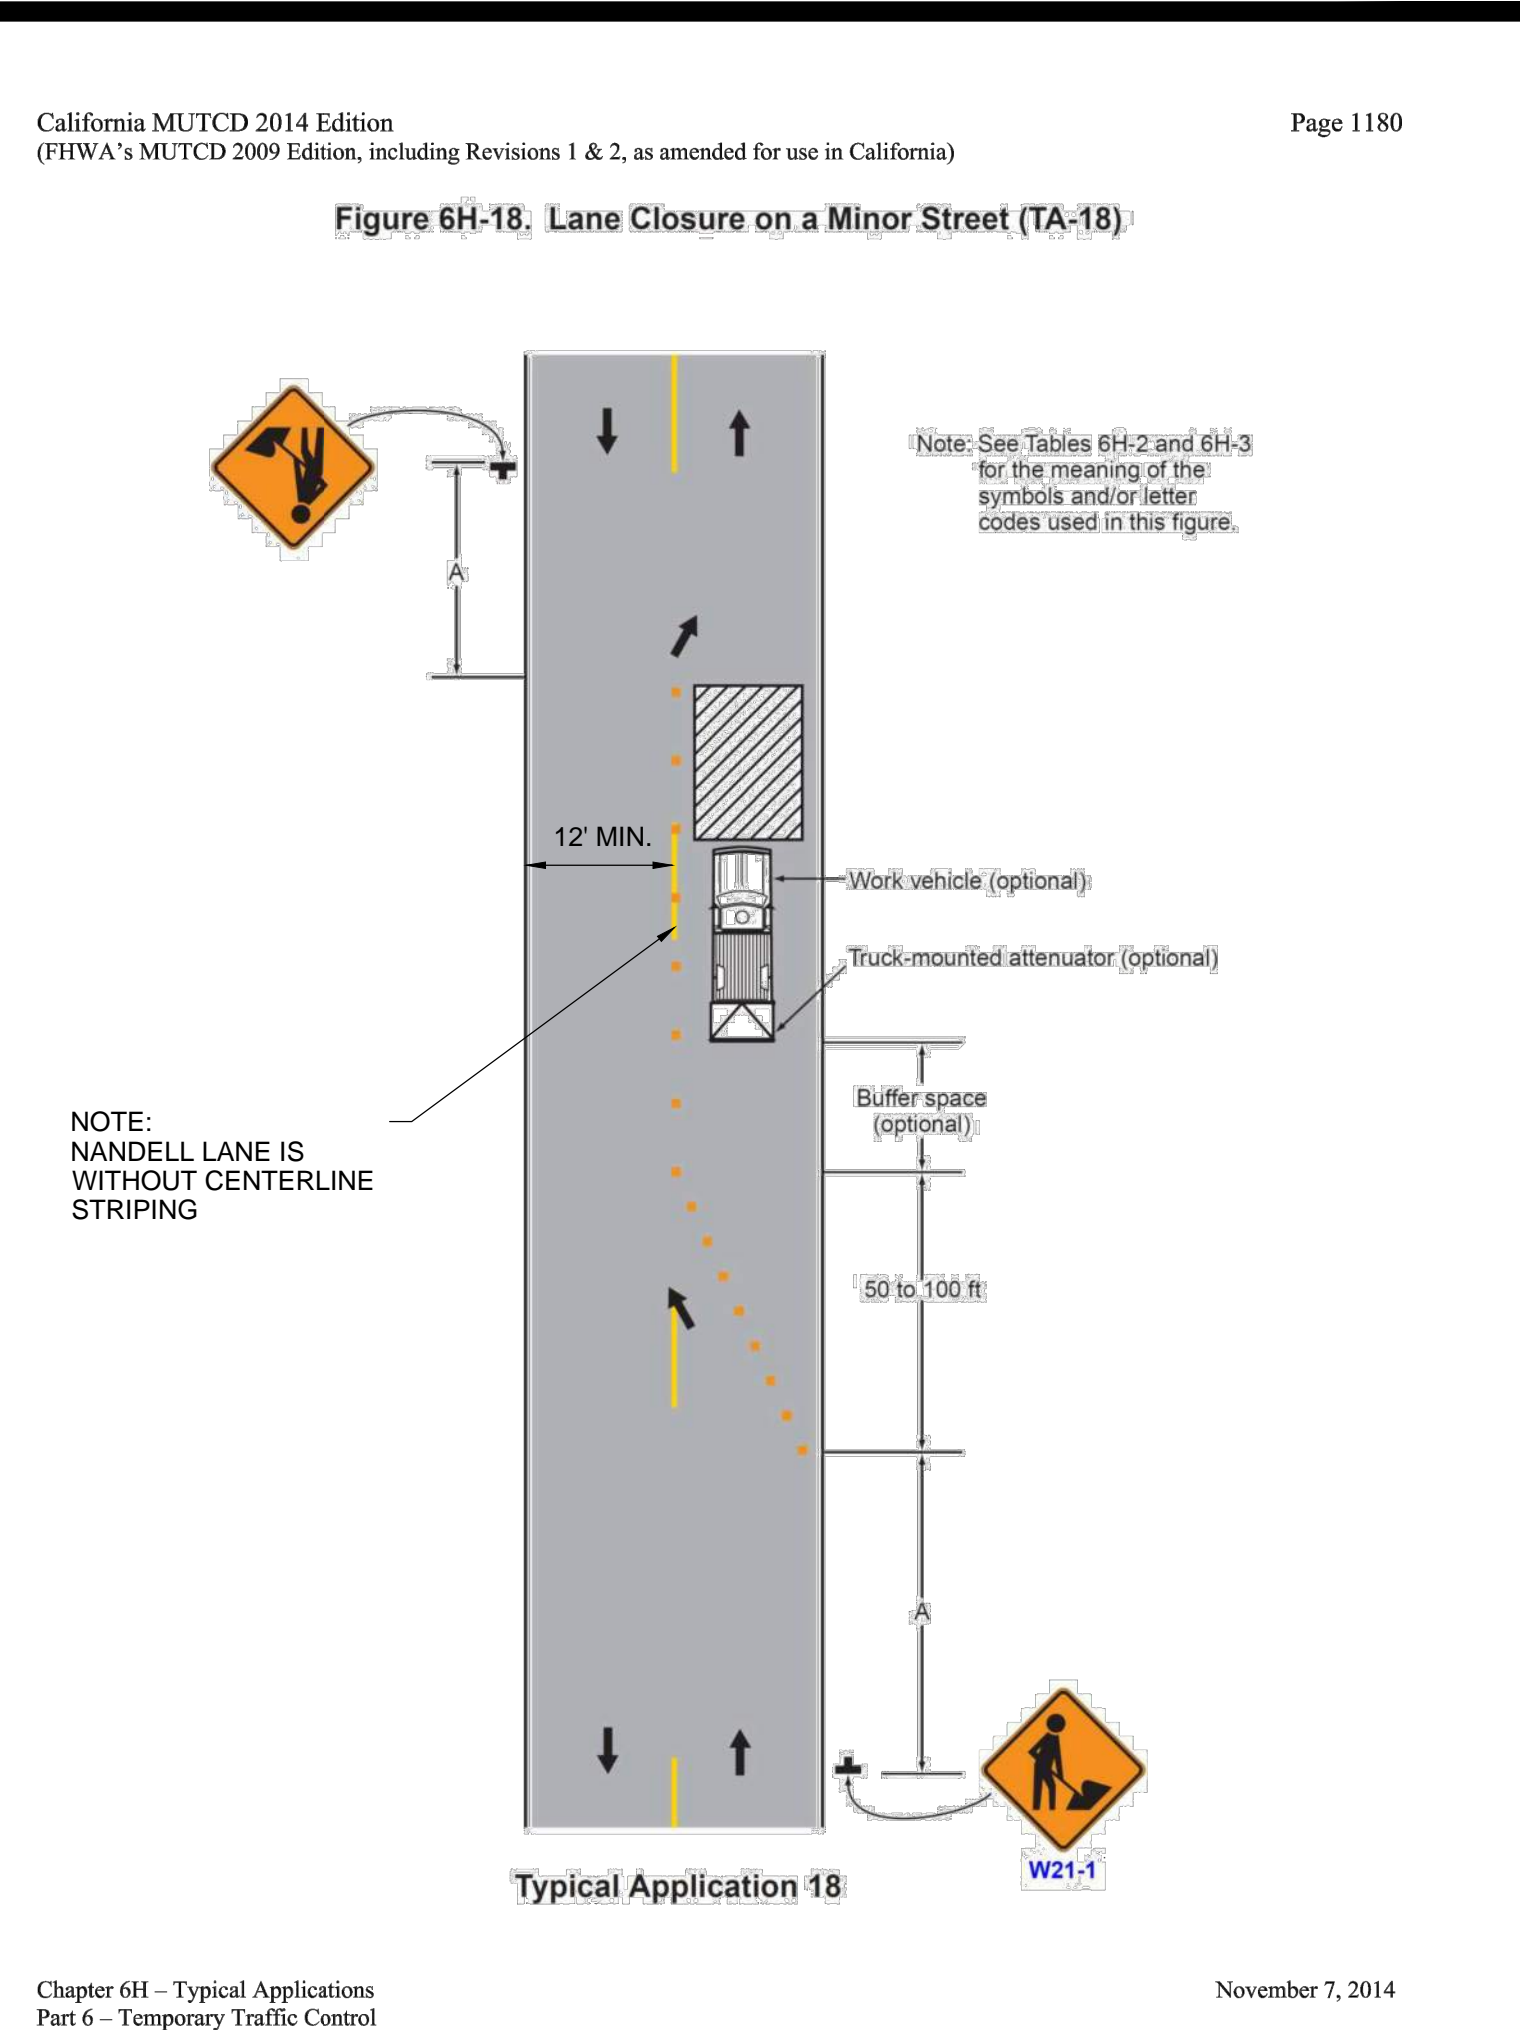 California MUTCD 2014 Edition
Page 1180
(FHWA's MUTCD 2009 Edition, including Revisions 1 & 2, as amended for use in California)
Figure 6H-18. Lane Closure on a Minor Street (TA-18)
Note: See Tables 6H-2 and 6H-3
for the meaning of the
symbols and/or letter
codes used in this figure.
A
12' MIN.
Work vehicle (optional)
Truck-mounted attenuator (optional)
Buffer space
(optional)
NOTE:
NANDELL LANE IS
WITHOUT CENTERLINE
STRIPING
50 to 100 ft
A
W21-1
Typical Application 18
Chapter 6H – Typical Applications
November 7, 2014
Part 6 – Temporary Traffic Control